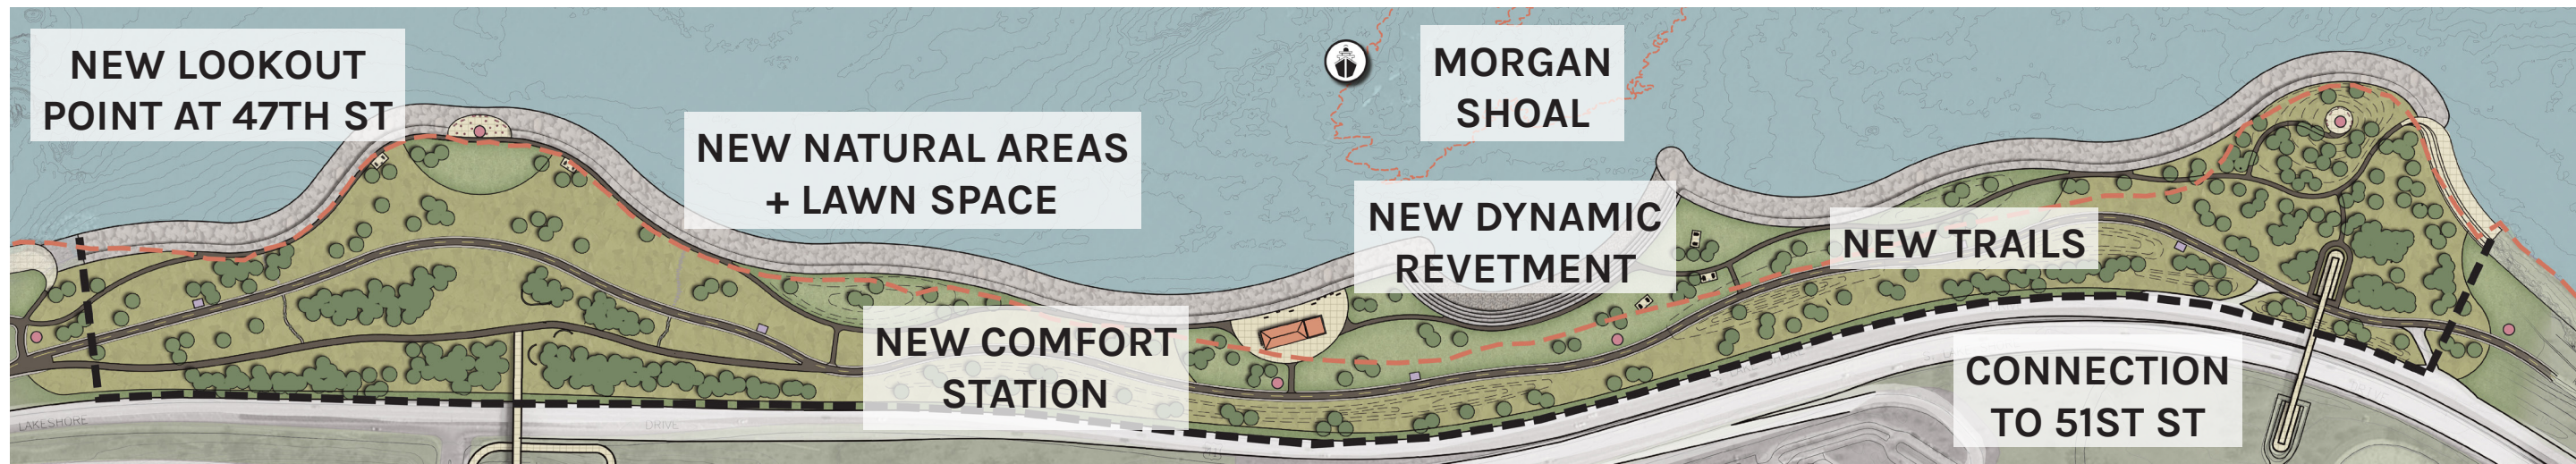 NEW LOOKOUT
POINT AT 47TH ST
NEW NATURAL AREAS
+ LAWN SPACE
MORGAN
SHOAL
NEW DYNAMIC
REVETMENT
NEW TRAILS
NEW COMFORT
STATION
CONNECTION
TO 51ST ST
LAKESHORE
DRIVE